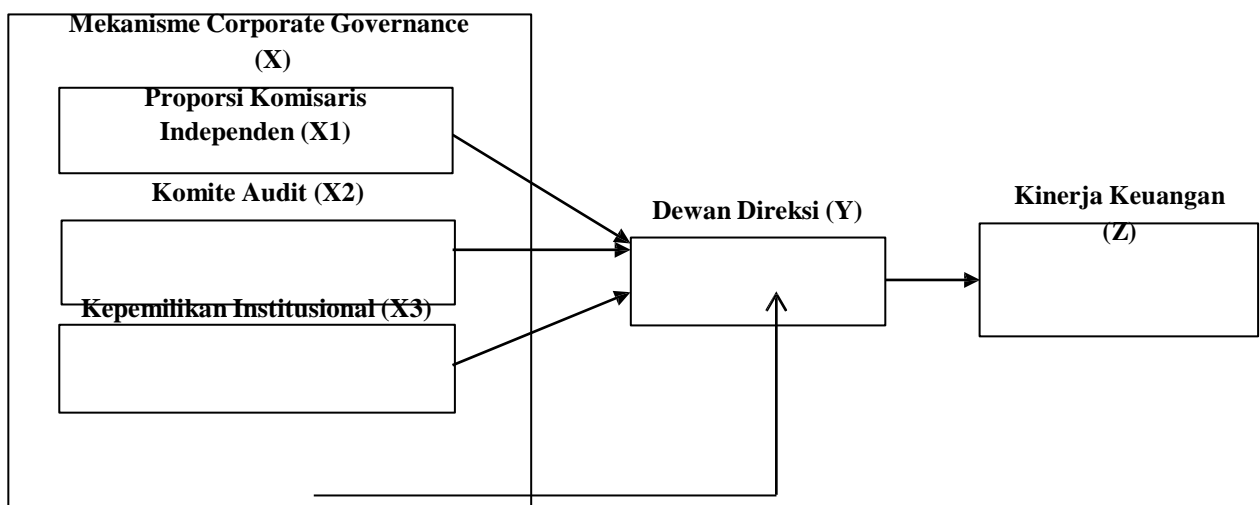 Mekanisme Corporate Governance
(X)
Proporsi Komisaris
Independen (X1)
Komite Audit (X2)
Kepemilikan Institusional (X3)
Dewan Direksi (Y)
Kinerja Keuangan
(Z)